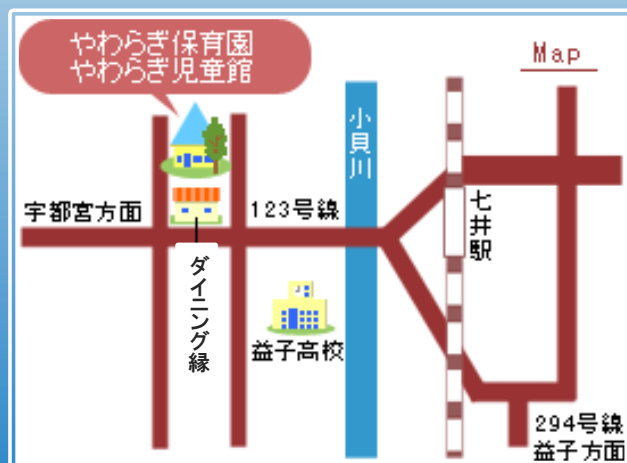 やわらぎ保育園
やわらぎ児童館
Map
小貝川
宇都宮方面
123号線
七井駅
ダイニング縁
益子高校
294号線
益子方面